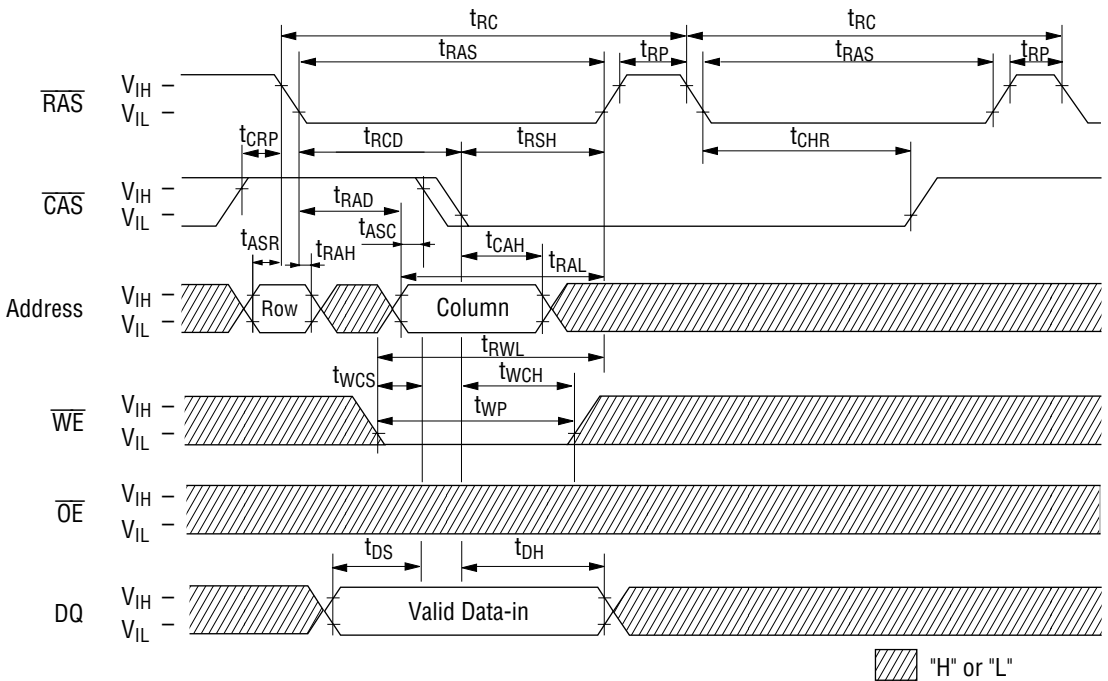 tRC tRC
tRAS tRP tRAS tRP
RAS VIH –
VIL –
tCRP tRCD tRSH tCHR
CAS VIH –
VIL –
tRAD
tASC
tASR tRAH tCAH
tRAL
Address VIH –
VIL –
Row Column
tRWL
tWCS tWCH
tWP
WE VIH –
VIL –
OE VIH –
VIL –
tDS tDH
DQ VIH –
VIL –
Valid Data-in
"H" or "L"